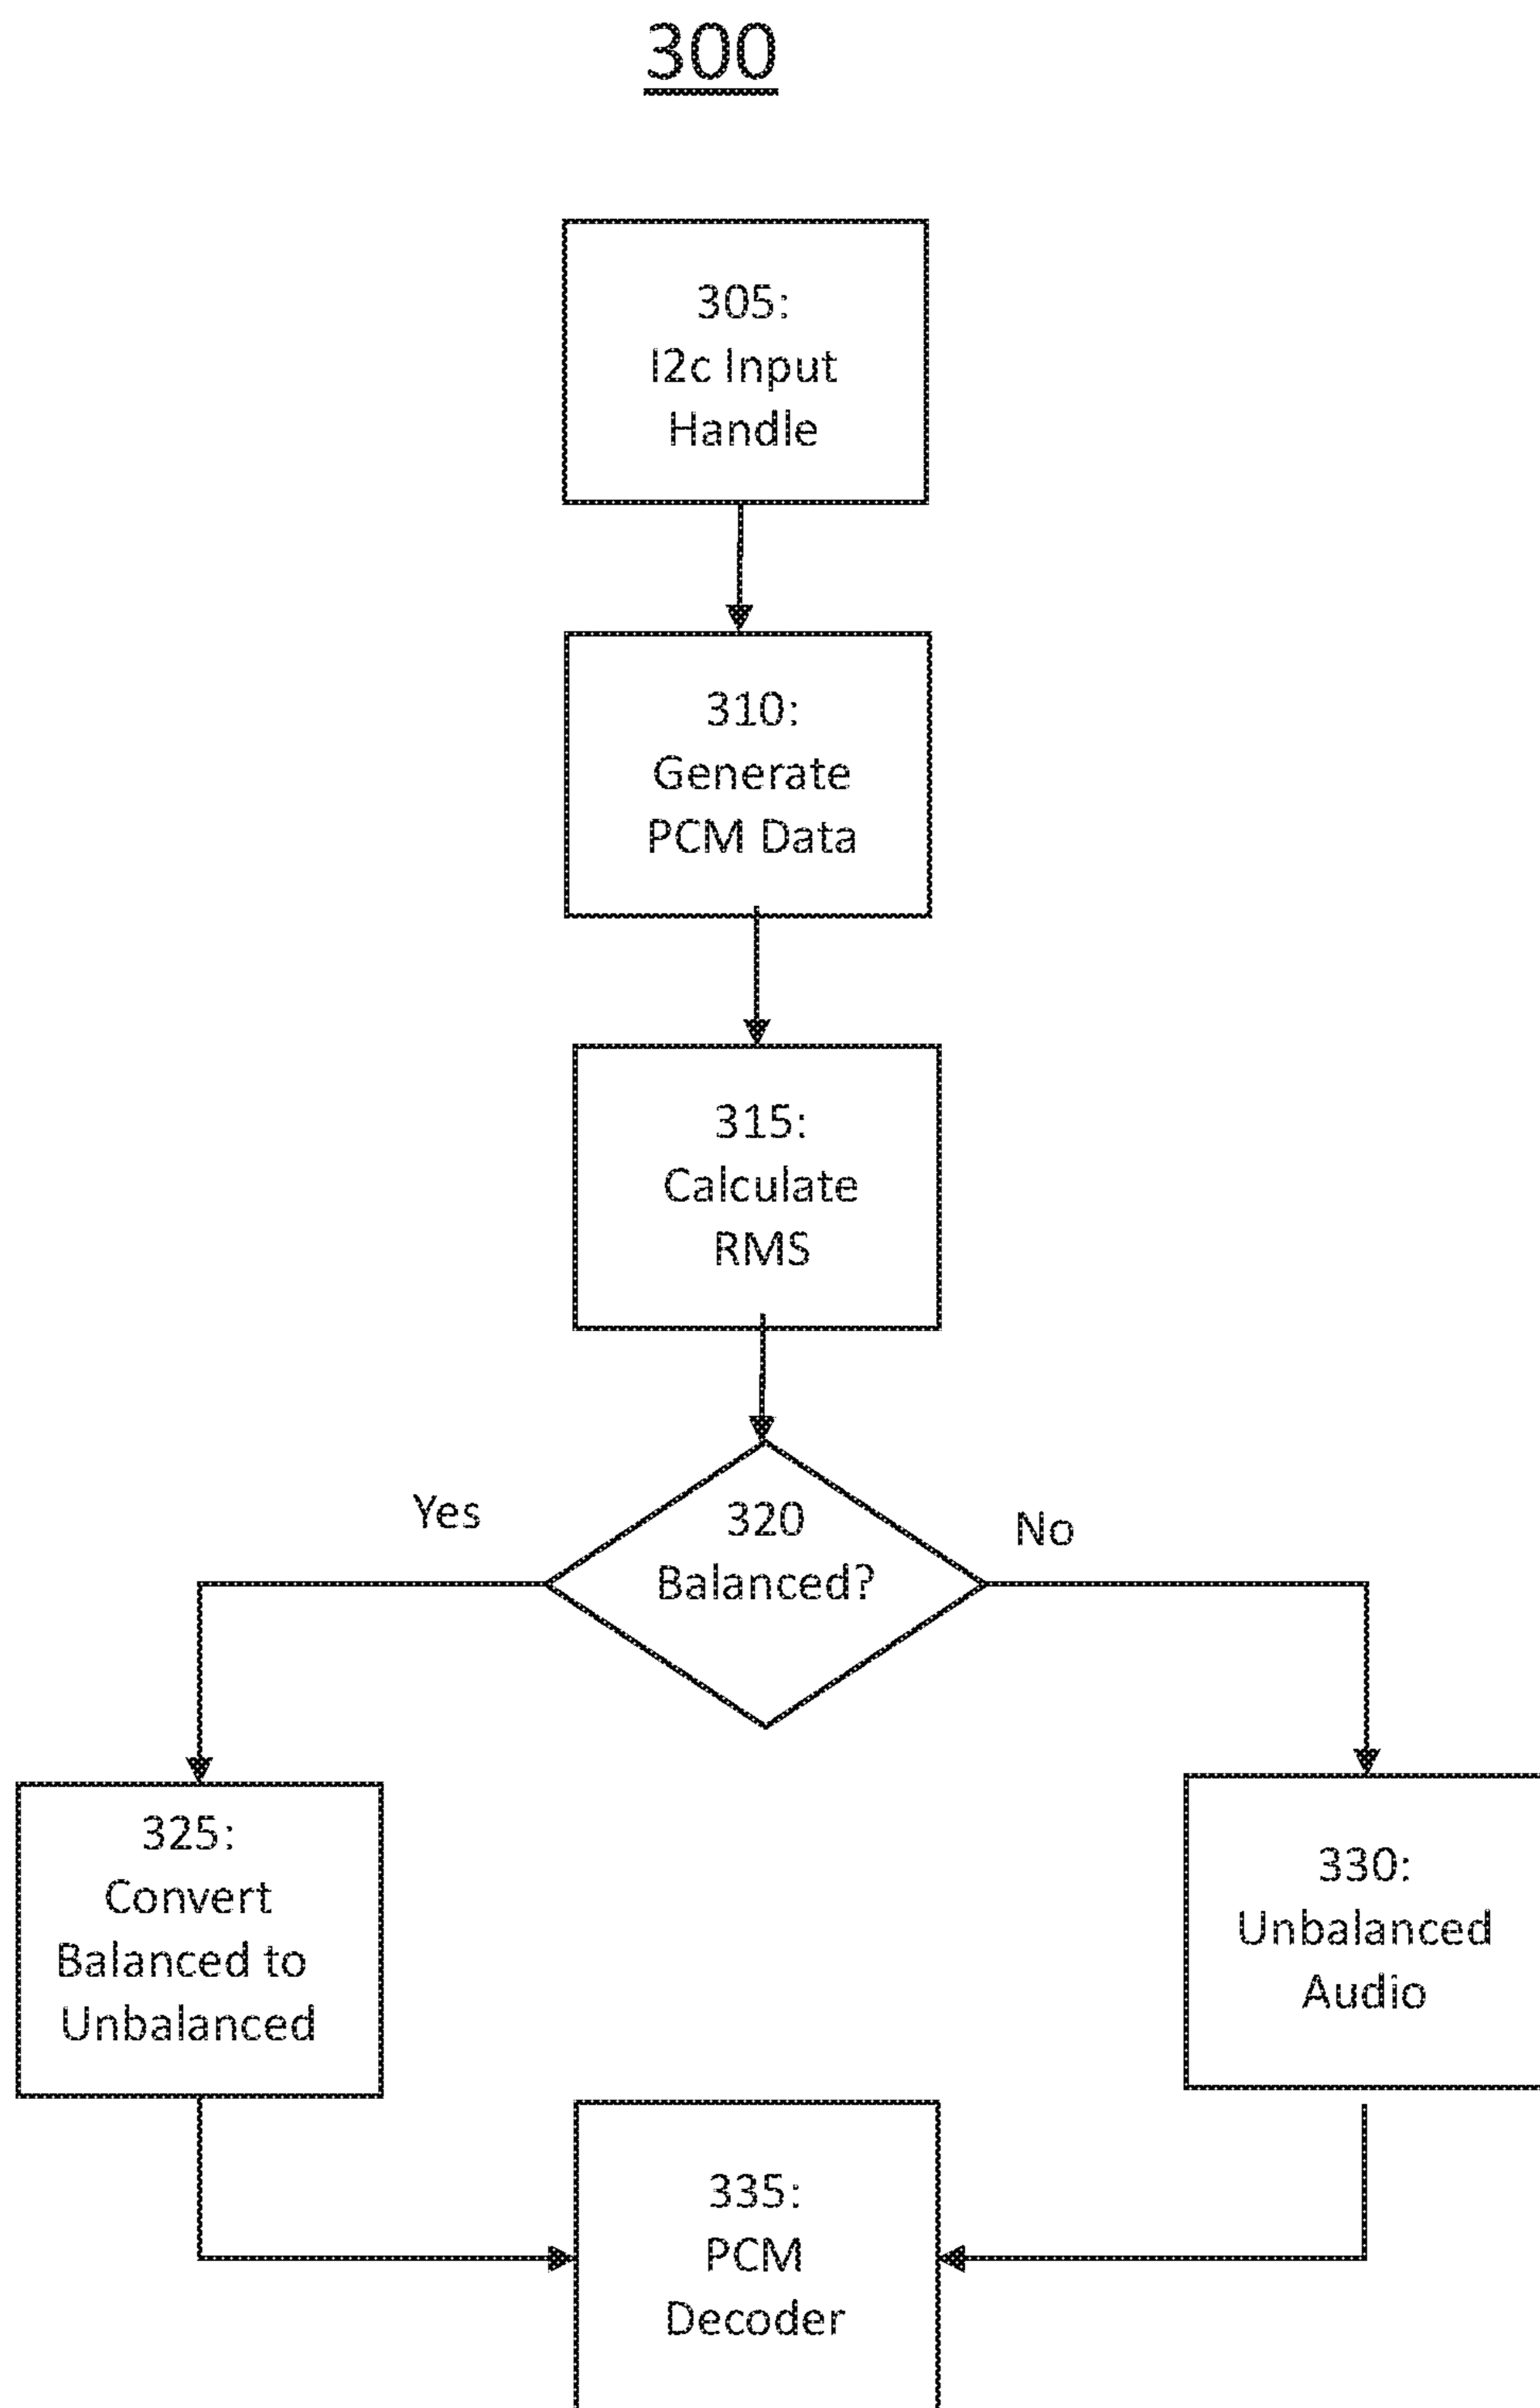 300
305:
I2c Input
Handle
310:
Generate
PCM Data
315:
Calculate
RMS
320
Balanced?
Yes
No
325:
Convert
Balanced to
Unbalanced
330:
Unbalanced
Audio
335:
PCM
Decoder